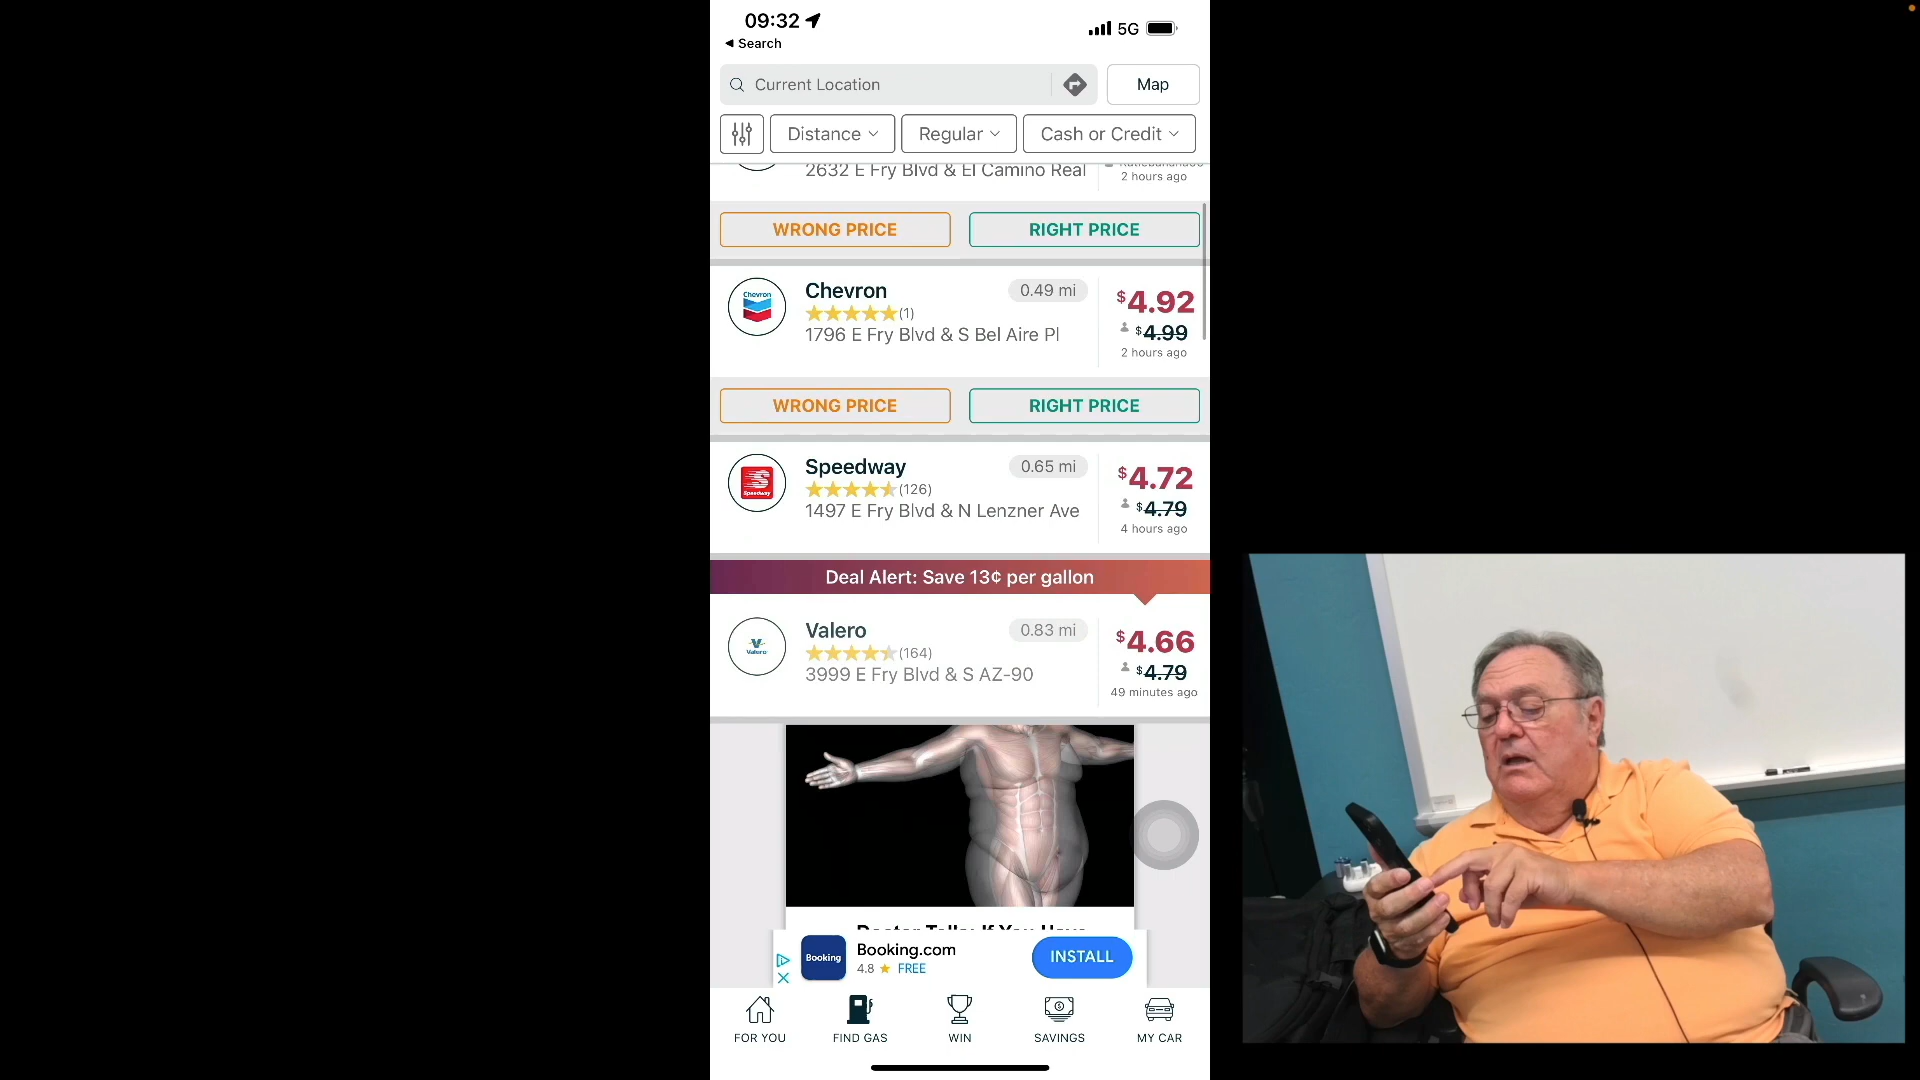 09:32
5G
◀ Search
Current Location
Map
Distance
Regular
Cash or Credit
2632 E Fry Blvd & El Camino Real
2 hours ago
WRONG PRICE
RIGHT PRICE
Chevron
Chevron
0.49 mi
(1)
1796 E Fry Blvd & S Bel Aire Pl
$4.92
$4.99
2 hours ago
WRONG PRICE
RIGHT PRICE
Speedway
Speedway
0.65 mi
(126)
1497 E Fry Blvd & N Lenzner Ave
$4.72
$4.79
4 hours ago
Deal Alert: Save 13¢ per gallon
Valero
Valero
0.83 mi
(164)
3999 E Fry Blvd & S AZ-90
$4.66
$4.79
49 minutes ago
Booking
Booking.com
4.8 ★ FREE
INSTALL
FOR YOU
FIND GAS
WIN
SAVINGS
MY CAR